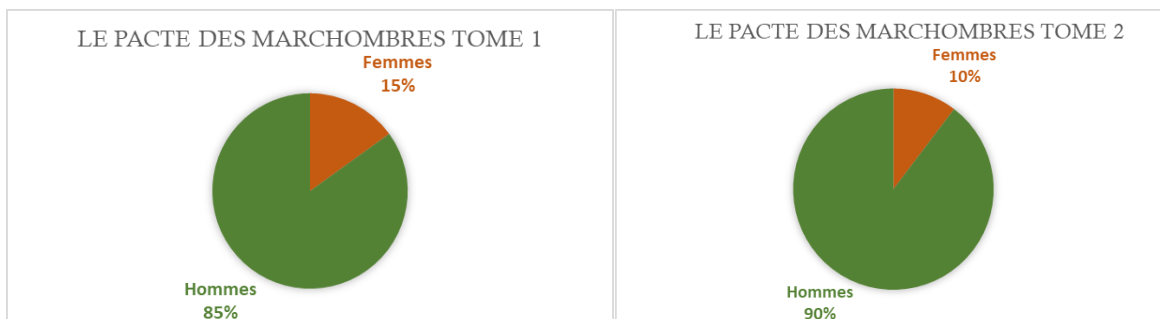 LE PACTE DES MARCHOMBRES TOME 1
Femmes
15%
Hommes
85%
LE PACTE DES MARCHOMBRES TOME 2
Femmes
10%
Hommes
90%